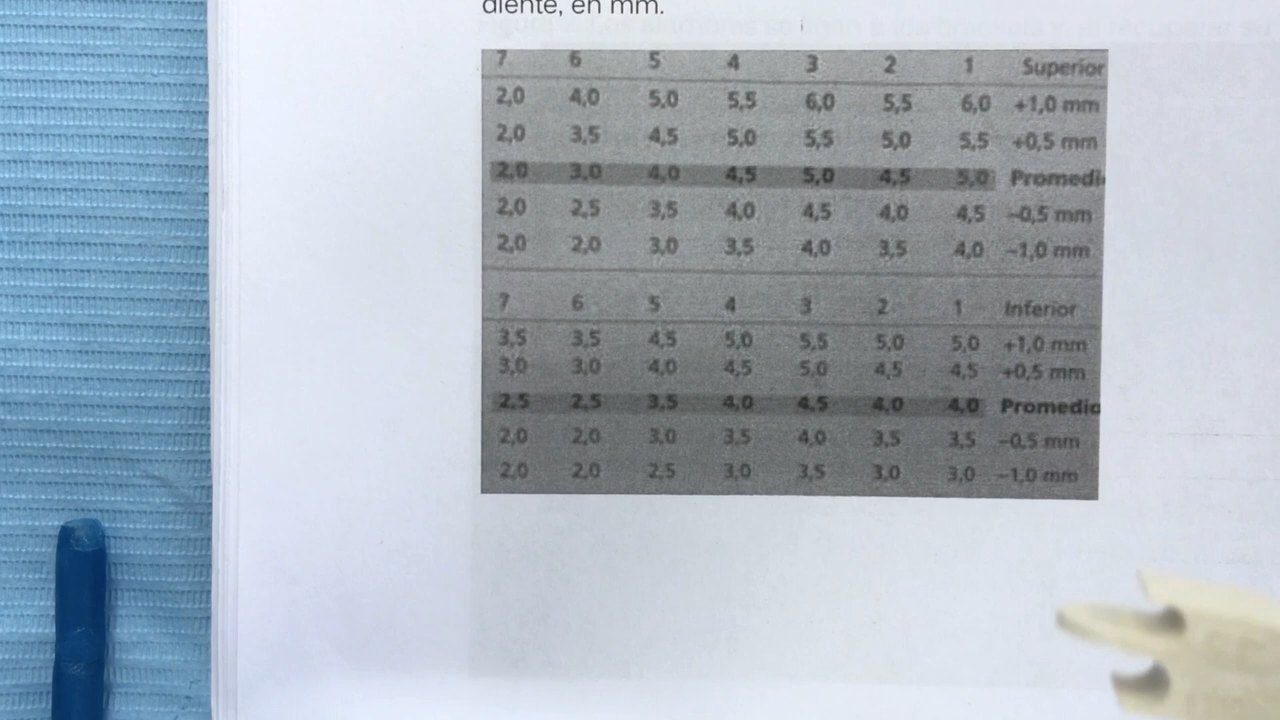 diente, en mm.
7 6 5 4 3 2 1 Superior
2,0 4,0 5,0 5,5 6,0 5,5 6,0 +1,0 mm
2,0 3,5 4,5 5,0 5,5 5,0 5,5 +0,5 mm
2,0 3,0 4,0 4,5 5,0 4,5 5,0 Promedi
2,0 2,5 3,5 4,0 4,5 4,0 4,5 –0,5 mm
2,0 2,0 3,0 3,5 4,0 3,5 4,0 –1,0 mm
7 6 5 4 3 2 1 Inferior
3,5 3,5 4,5 5,0 5,5 5,0 5,0 +1,0 mm
3,0 3,0 4,0 4,5 5,0 4,5 4,5 +0,5 mm
2,5 2,5 3,5 4,0 4,5 4,0 4,0 Promedio
2,0 2,0 3,0 3,5 4,0 3,5 3,5 –0,5 mm
2,0 2,0 2,5 3,0 3,5 3,0 3,0 –1,0 mm